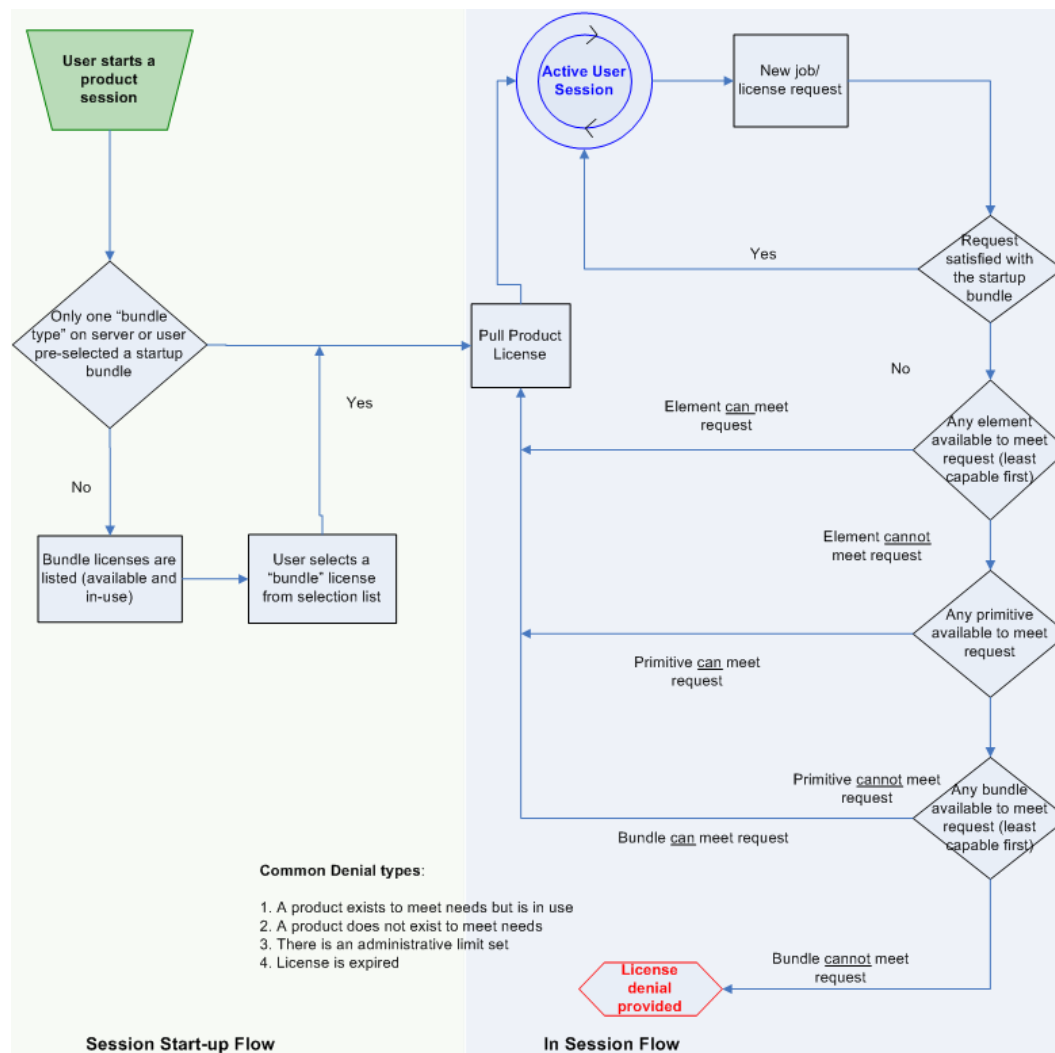 User starts a
product
session
Active User
Session
New job/
license request
Request
satisfied with
the startup
bundle
Yes
Only one “bundle
type” on server or user
pre-selected a startup
bundle
Pull Product
License
No
Yes
Element can meet
request
Any element
available to meet
request (least
capable first)
No
Bundle licenses are
listed (available and
in-use)
User selects a
“bundle” license
from selection list
Element cannot
meet request
Any primitive
available to meet
request
Primitive can meet
request
Primitive cannot meet
request
Any bundle
available to meet
request (least
capable first)
Bundle can meet request
Common Denial types:
1. A product exists to meet needs but is in use
2. A product does not exist to meet needs
3. There is an administrative limit set
4. License is expired
Bundle cannot meet
request
License
denial
provided
Session Start-up Flow
In Session Flow